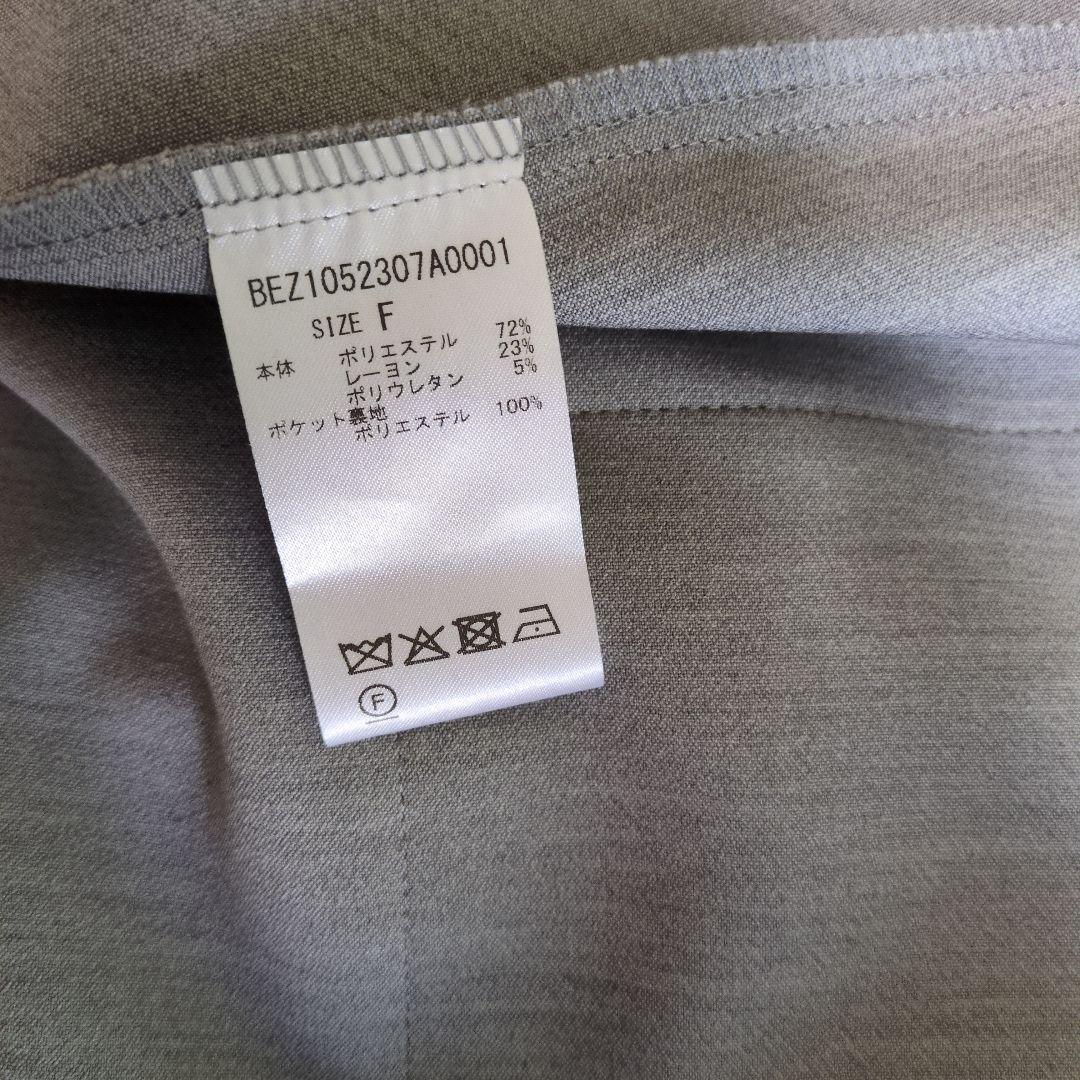 BEZ1052307A0001
SIZE F
本体 ポリエステル 72%
レーヨン 23%
ポリウレタン 5%
ポケット裏地
ポリエステル 100%
F